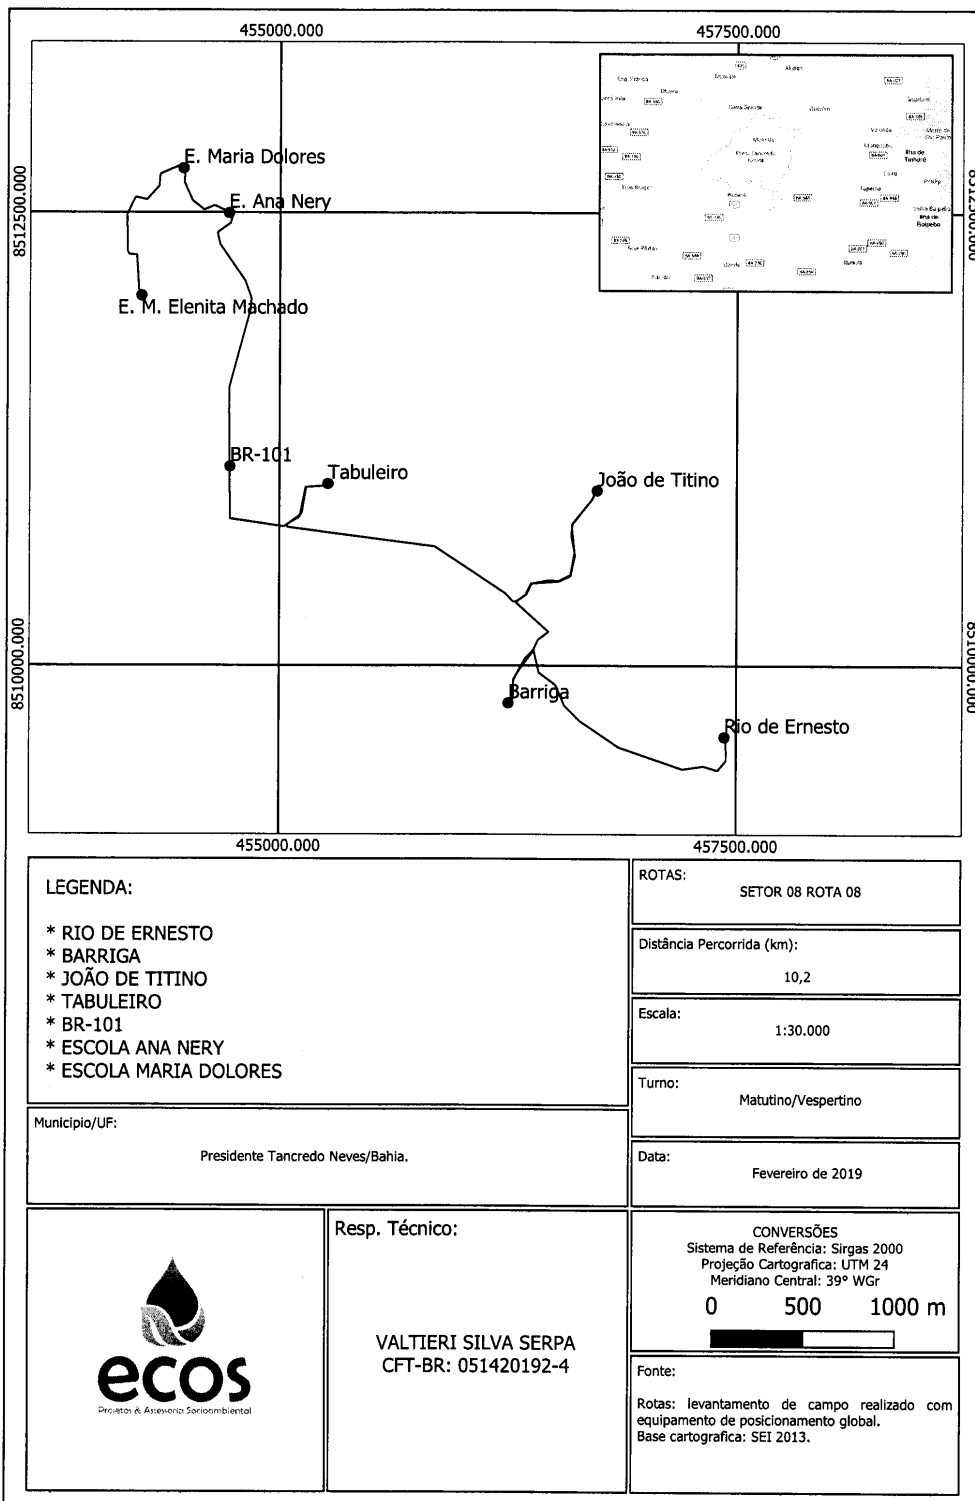 455000.000
457500.000
8512500.000
8512500.000
E. Maria Dolores
E. Ana Nery
E. M. Elenita Machado
BR-101
Tabuleiro
João de Titino
8510000.000
8510000.000
Barriga
Rio de Ernesto
455000.000
457500.000
LEGENDA:
* RIO DE ERNESTO
* BARRIGA
* JOÃO DE TITINO
* TABULEIRO
* BR-101
* ESCOLA ANA NERY
* ESCOLA MARIA DOLORES
ROTAS:
SETOR 08 ROTA 08
Distância Percorrida (km):
10,2
Escala:
1:30.000
Turno:
Matutino/Vespertino
Data:
Fevereiro de 2019
Municipio/UF:
Presidente Tancredo Neves/Bahia.
ecos
Projetos & Assessoria Socioambiental
Resp. Técnico:
VALTIERI SILVA SERPA
CFT-BR: 051420192-4
CONVERSÕES
Sistema de Referência: Sirgas 2000
Projeção Cartografica: UTM 24
Meridiano Central: 39º WGr
0 500 1000 m
Fonte:
Rotas: levantamento de campo realizado com
equipamento de posicionamento global.
Base cartografica: SEI 2013.